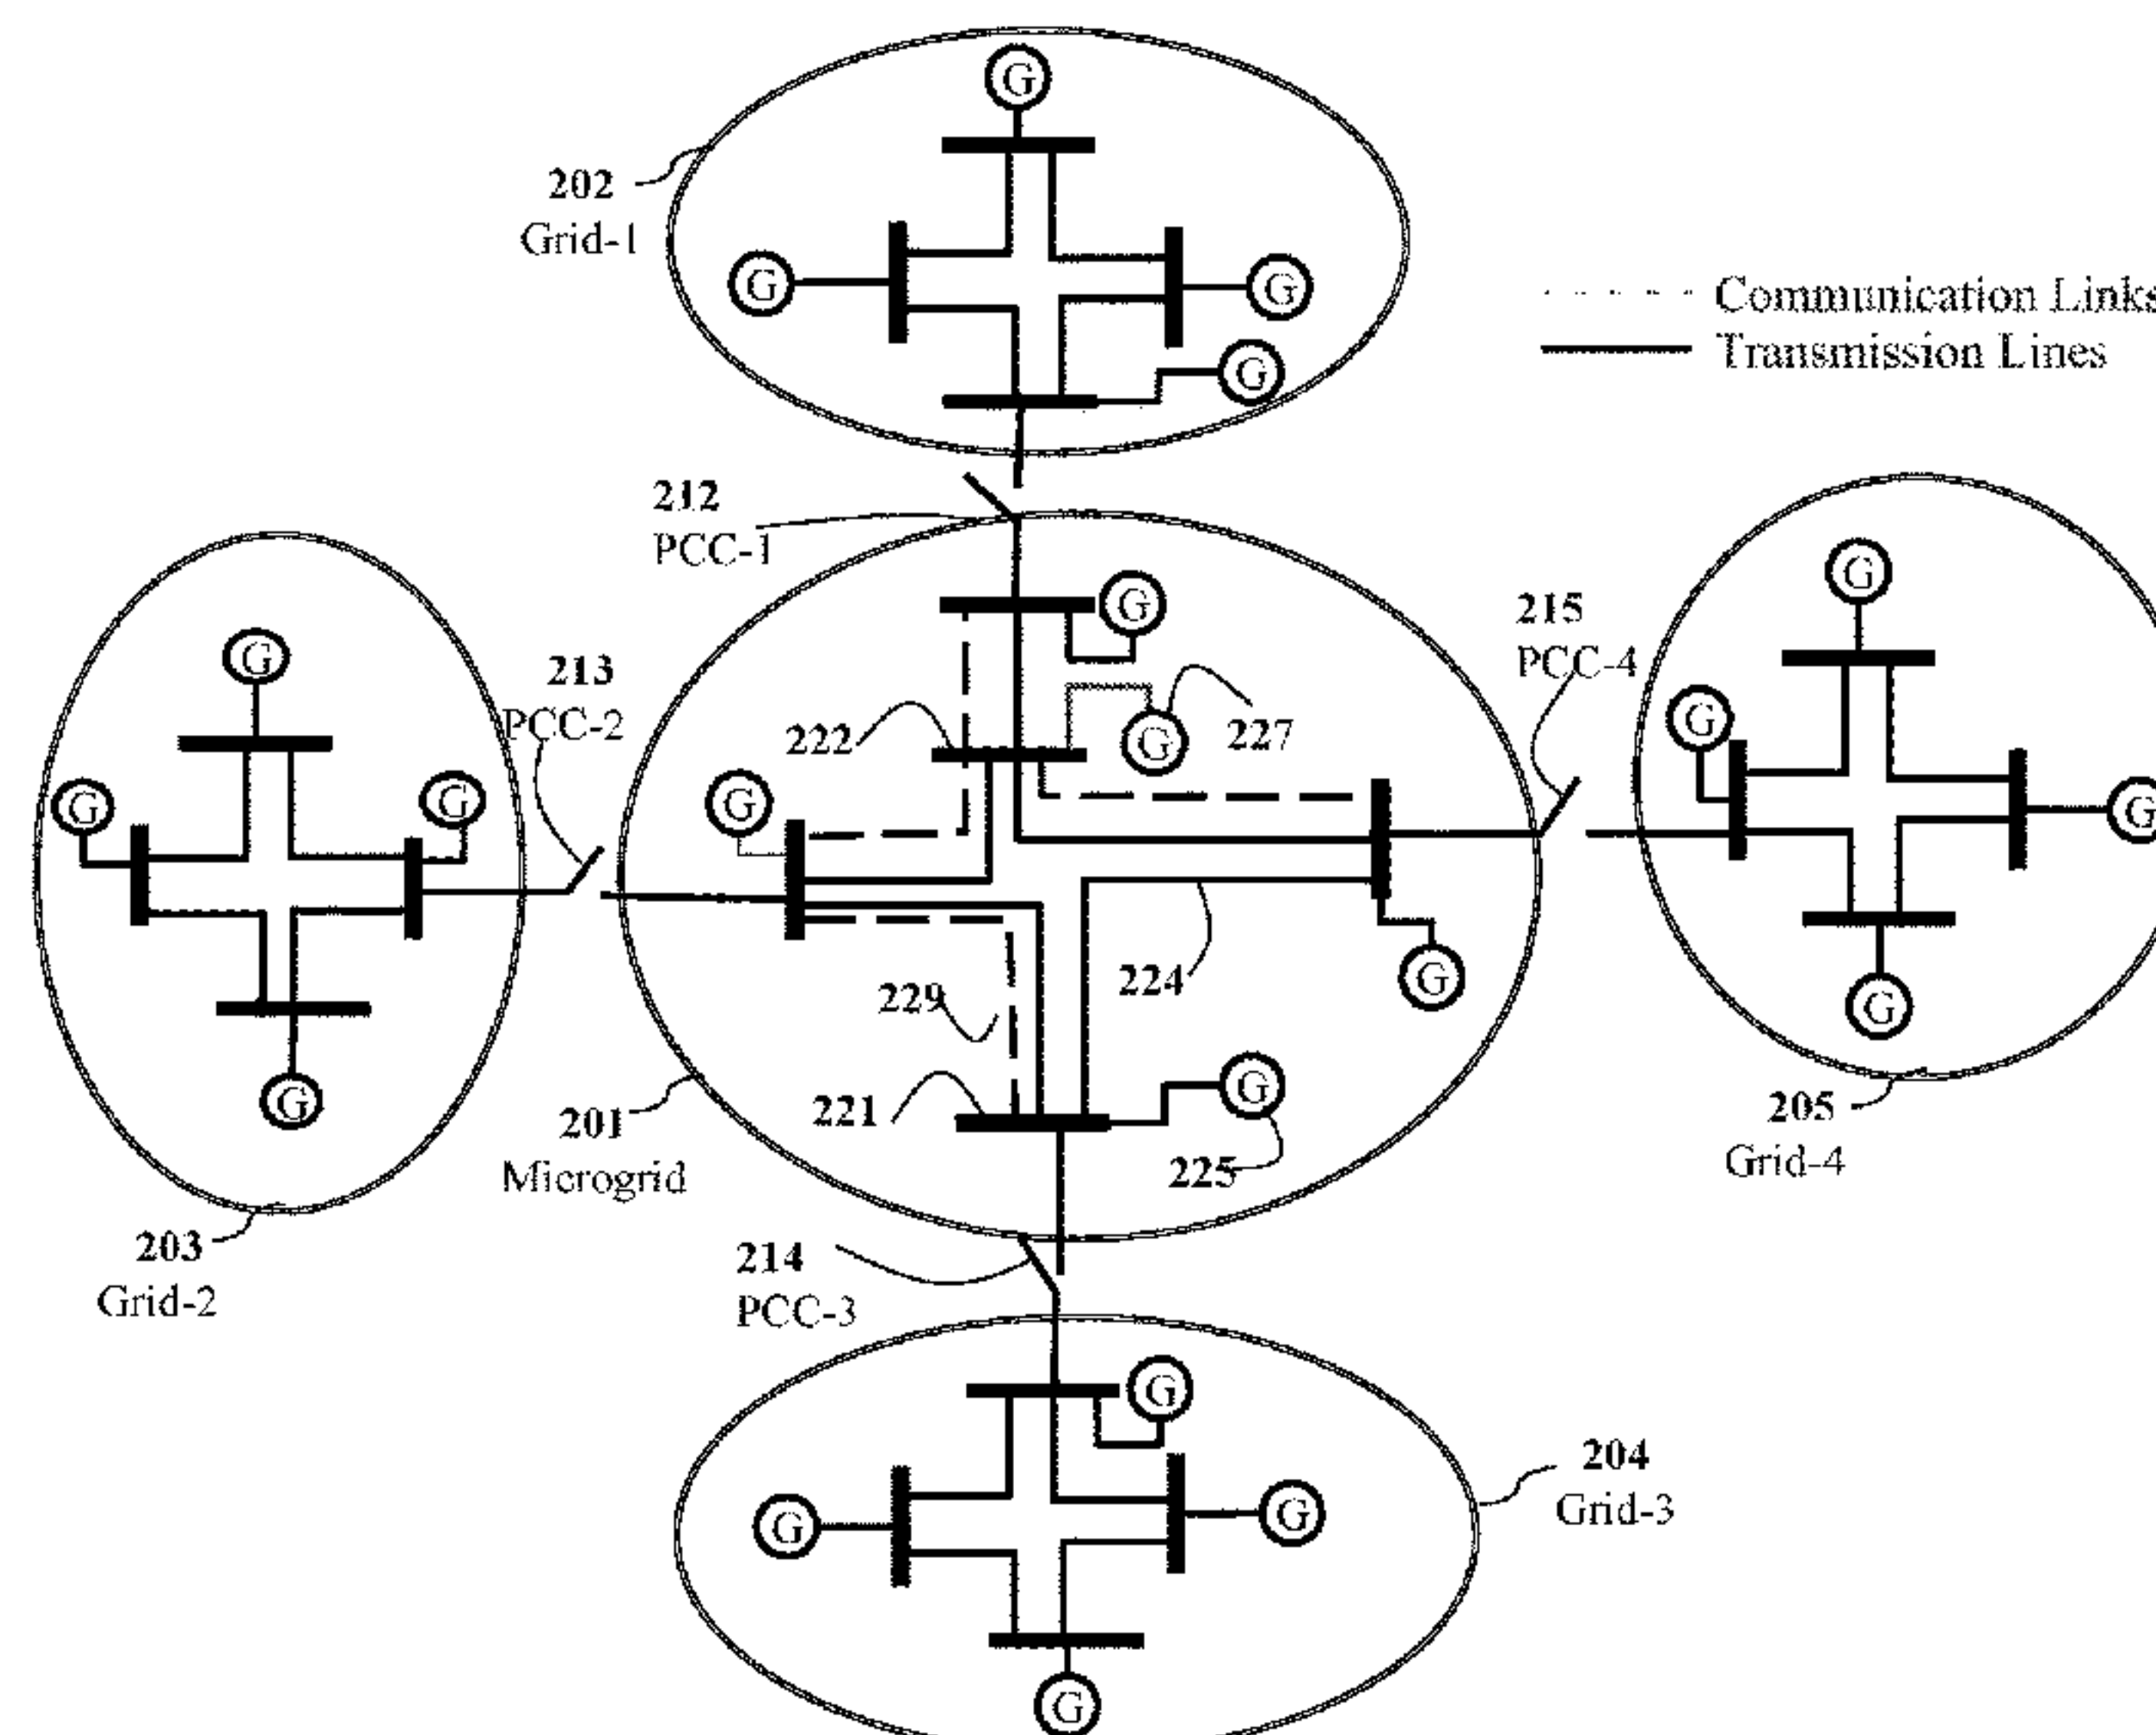 G
202
Grid-1
G
G
G
Communication Links
Transmission Lines
212
PCC-1
G
215
PCC-4
G
213
PCC-2
G
222
G
227
G
G
G
G
G
G
224
G
229
G
221
G
201
Microgrid
225
205
Grid-4
G
203
Grid-2
214
PCC-3
G
204
Grid-3
G
G
G